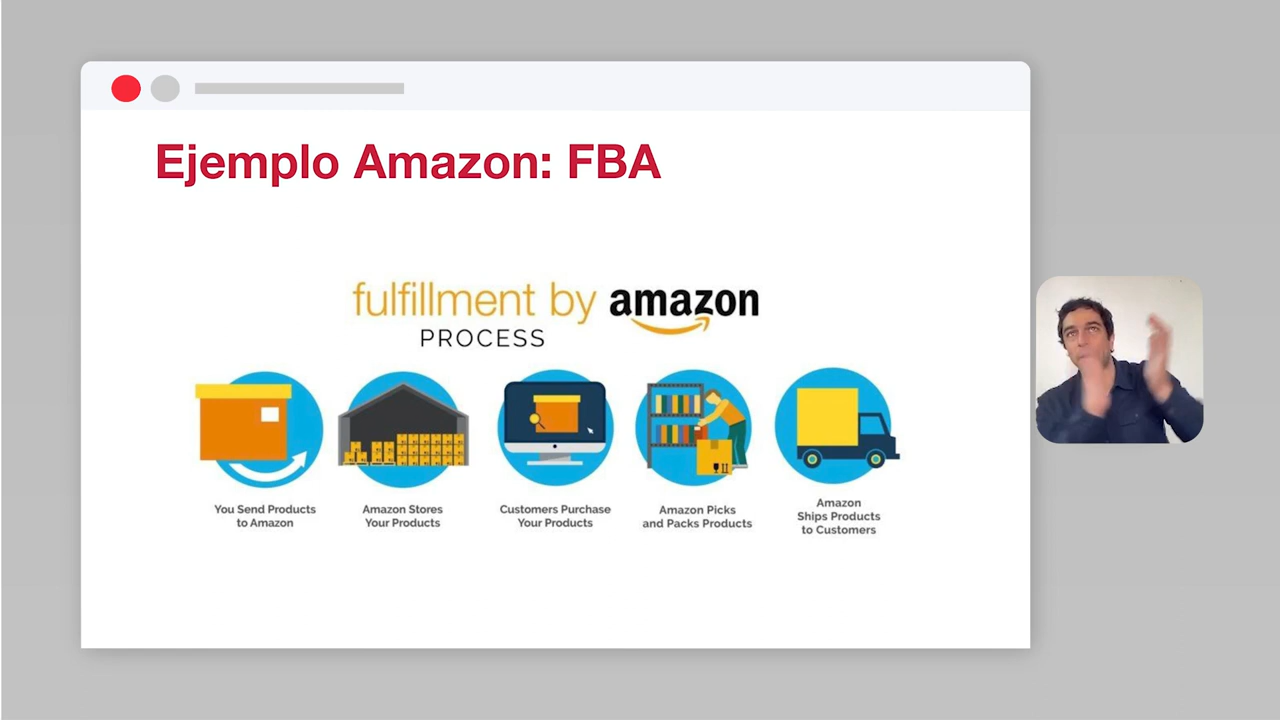 Ejemplo Amazon: FBA
fulfillment by amazon
PROCESS
You Send Products
to Amazon
Amazon Stores
Your Products
Customers Purchase
Your Products
Amazon Picks
and Packs Products
Amazon
Ships Products
to Customers